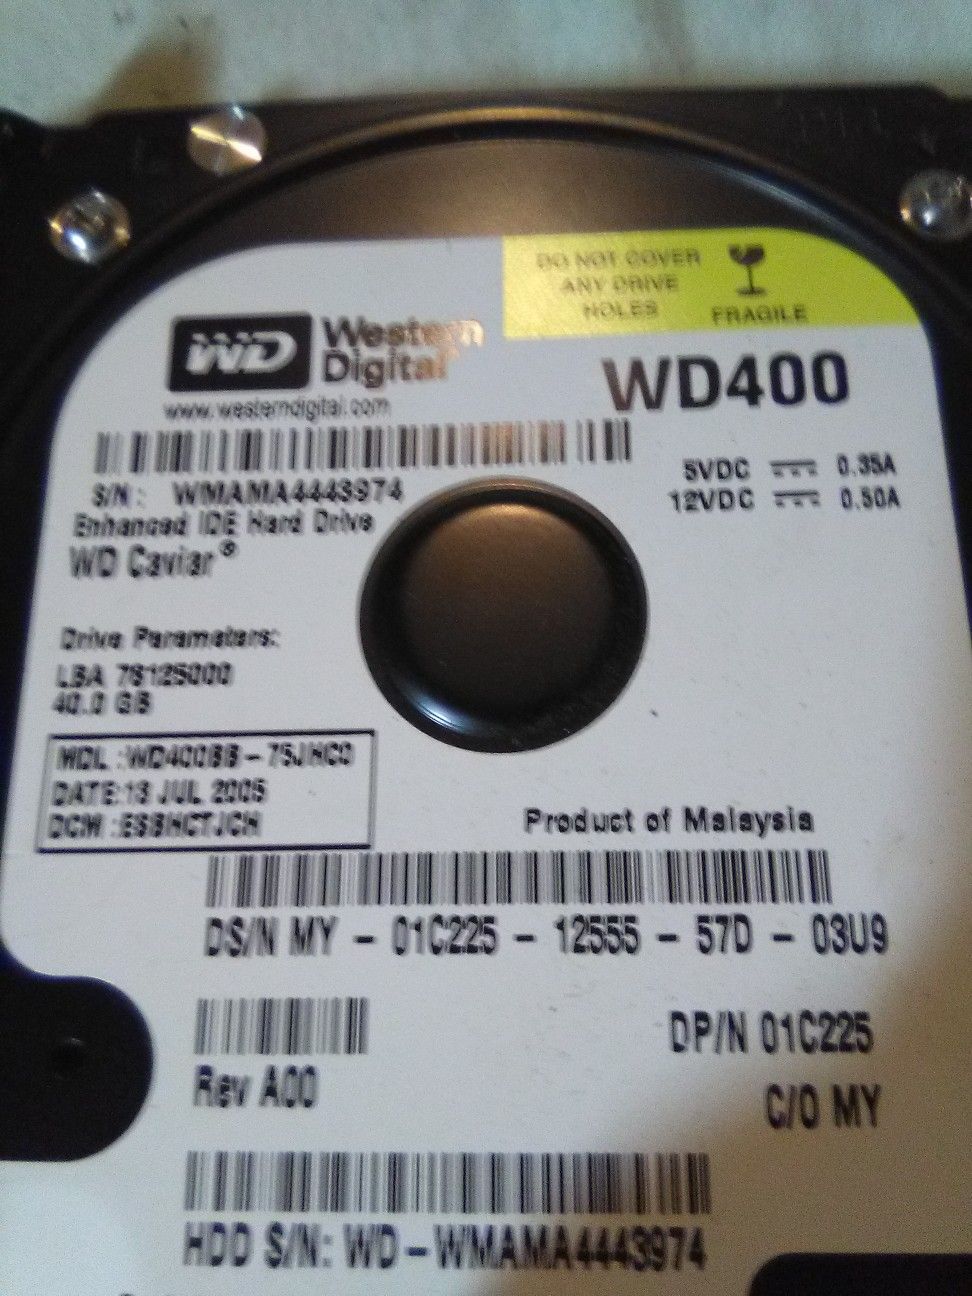 DO NOT COVER
ANY DRIVE
HOLES
FRAGILE
WD Western
Digital
www.westerndigital.com
WD400
S/N: WMAMA4443974
5VDC 0.35A
12VDC 0.50A
Enhanced IDE Hard Drive
WD Caviar®
Drive Parameters:
LBA 78125000
40.0 GB
MDL :WD400BB-75JHC0
DATE:13 JUL 2005
DCM :ESBHCTJCH
Product of Malaysia
DS/N MY - 01C225 - 12555 - 57D - 03U9
DP/N 01C225
Rev A00
C/O MY
HDD S/N: WD-WMAMA4443974